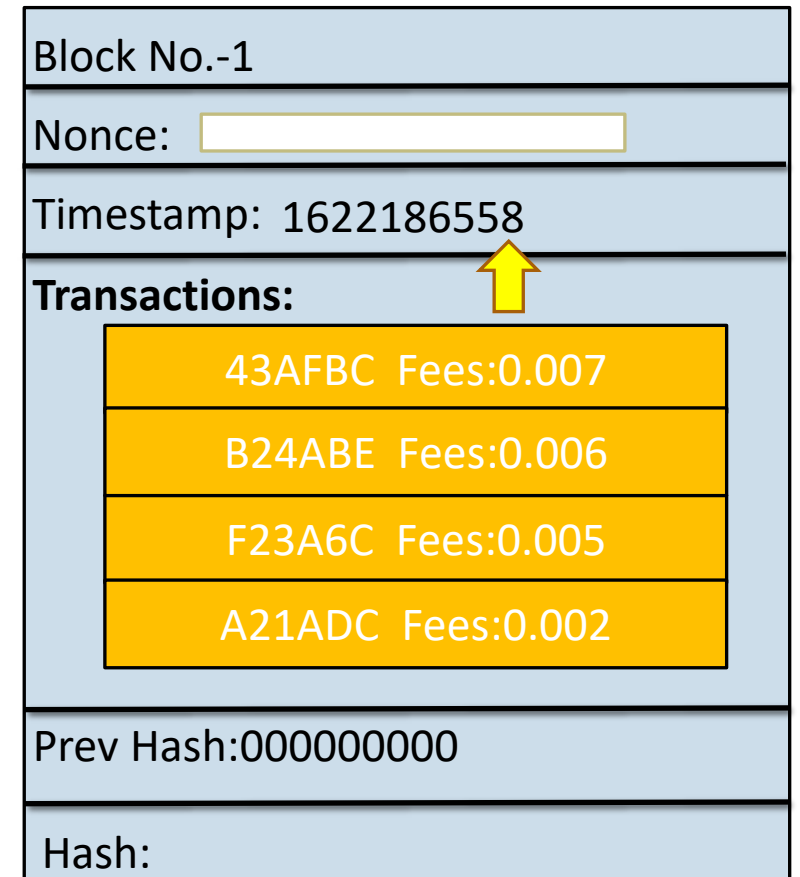 Block No.-1
Nonce:
Timestamp: 1622186558
Transactions:
43AFBC Fees:0.007
B24ABE Fees:0.006
F23A6C Fees:0.005
A21ADC Fees:0.002
Prev Hash:000000000
Hash: